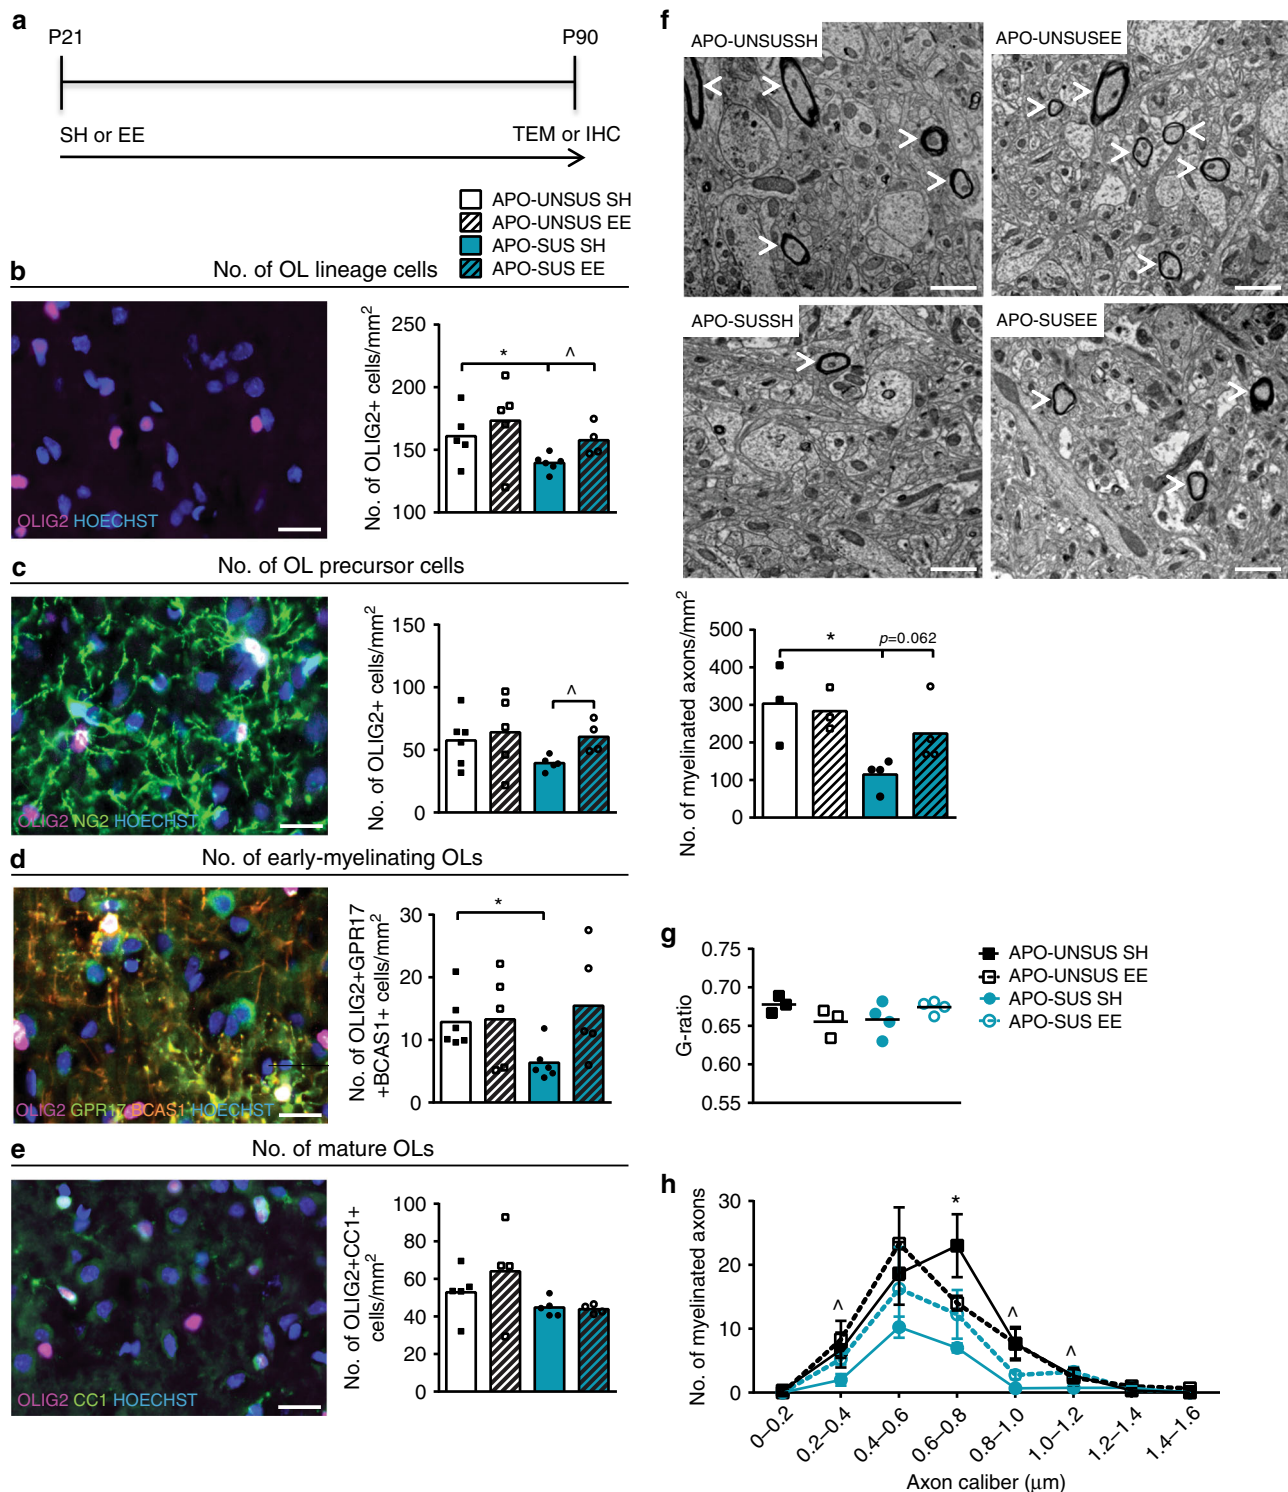 a
P21
P90
SH or EE
TEM or IHC
APO-UNSUS SH
APO-UNSUS EE
APO-SUS SH
APO-SUS EE
b
No. of OL lineage cells
OLIG2 HOECHST
No. of OLIG2+ cells/mm²
250
200
150
100
*
^
c
No. of OL precursor cells
OLIG2 NG2 HOECHST
No. of OLIG2+ cells/mm²
150
100
50
0
^
d
No. of early-myelinating OLs
OLIG2 GPR17 BCAS1 HOECHST
No. of OLIG2+GPR17
+BCAS1+ cells/mm²
30
20
10
0
*
e
No. of mature OLs
OLIG2 CC1 HOECHST
No. of OLIG2+CC1+
cells/mm²
100
80
60
40
20
0
f
APO-UNSUSSH
APO-UNSUSEE
APO-SUSSH
APO-SUSEE
No. of myelinated axons/mm²
500
400
300
200
100
0
*
p=0.062
g
G-ratio
0.75
0.70
0.65
0.60
0.55
APO-UNSUS SH
APO-UNSUS EE
APO-SUS SH
APO-SUS EE
h
No. of myelinated axons
30
20
10
0
^
*
^
^
0–0.2
0.2–0.4
0.4–0.6
0.6–0.8
0.8–1.0
1.0–1.2
1.2–1.4
1.4–1.6
Axon caliber (μm)